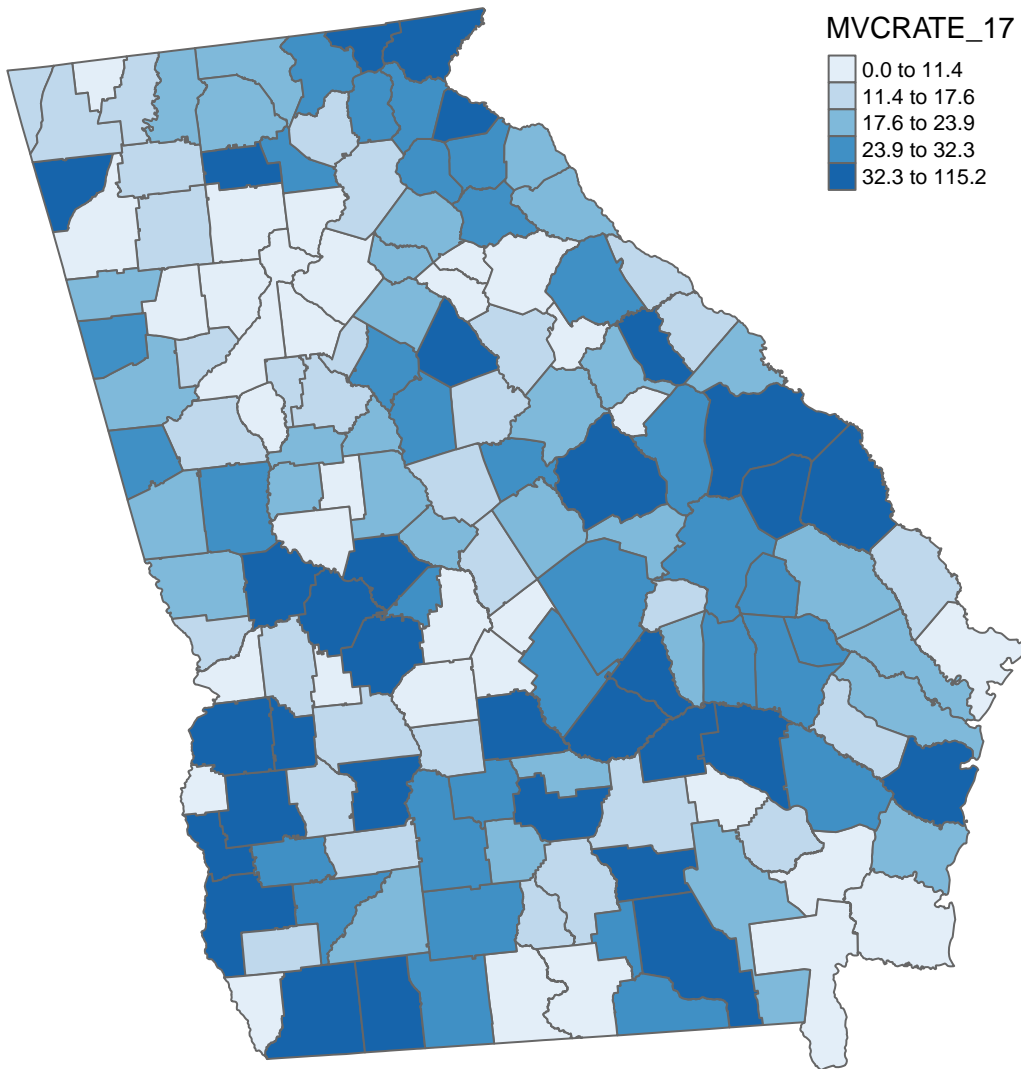 MVCRATE_17
0.0 to 11.4
11.4 to 17.6
17.6 to 23.9
23.9 to 32.3
32.3 to 115.2